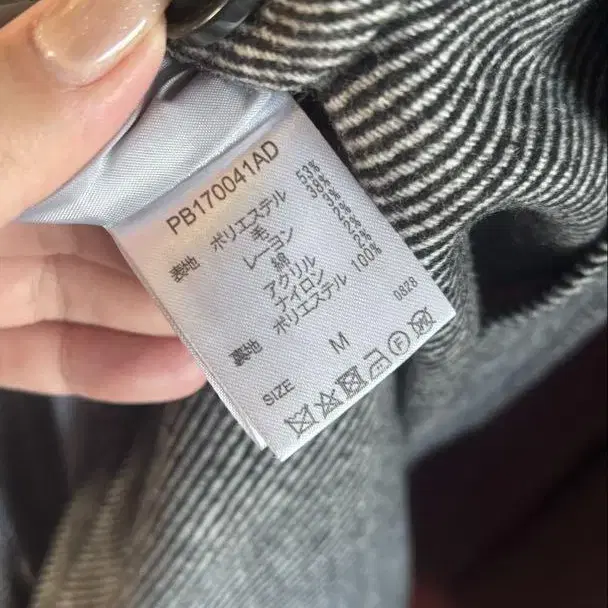 PB170041AD
表地 ポリエステル 53%
毛 38%
レーヨン 3%
綿 2%
アクリル 2%
ナイロン 2%
裏地 ポリエステル 100%
SIZE M
0828
F